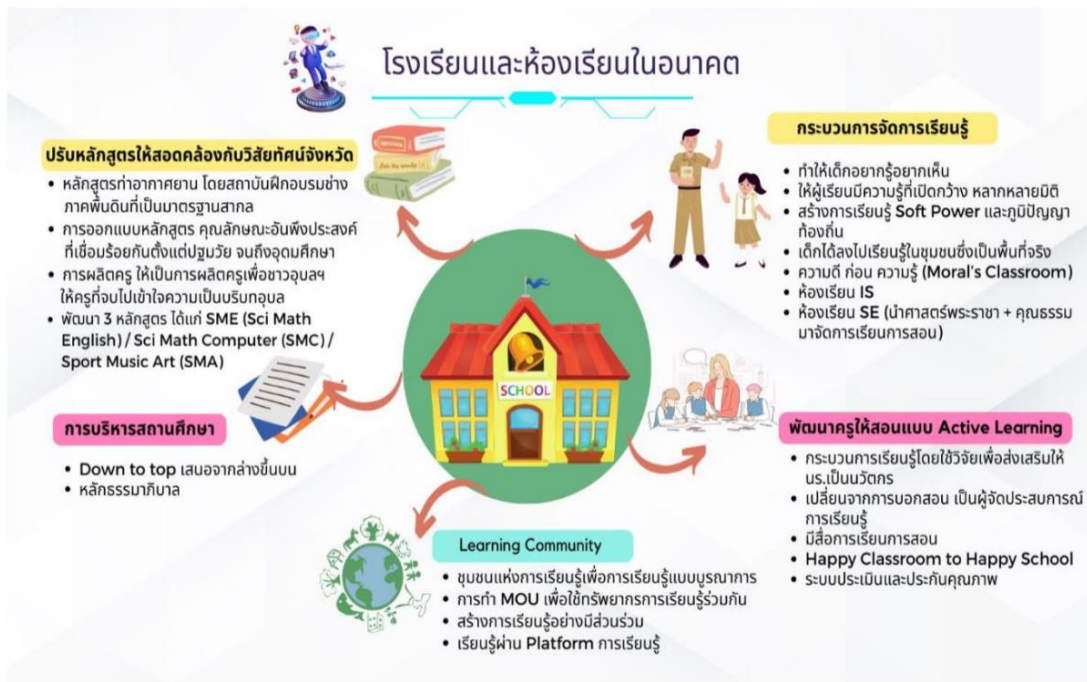 โรงเรียนและห้องเรียนในอนาคต
ปรับหลักสูตรให้สอดคล้องกับวิสัยทัศน์จังหวัด
• หลักสูตรท่าอากาศยาน โดยสถาบันฝึกอบรมช่าง
ภาคพื้นดินที่เป็นมาตรฐานสากล
• การออกแบบหลักสูตร คุณลักษณะอันพึงประสงค์
ที่เชื่อมร้อยกันตั้งแต่ปฐมวัย จนถึงอุดมศึกษา
• การผลิตครู ให้เป็นการผลิตครูเพื่อชาวอุบลฯ
ให้ครูที่จบไปเข้าใจความเป็นบริบทอุบล
• พัฒนา 3 หลักสูตร ได้แก่ SME (Sci Math
English) / Sci Math Computer (SMC) /
Sport Music Art (SMA)
กระบวนการจัดการเรียนรู้
• ทำให้เด็กอยากรู้อยากเห็น
• ให้ผู้เรียนมีความรู้ที่เปิดกว้าง หลากหลายมิติ
• สร้างการเรียนรู้ Soft Power และภูมิปัญญา
ท้องถิ่น
• เด็กได้ลงไปเรียนรู้ในชุมชนซึ่งเป็นพื้นที่จริง
• ความดี ก่อน ความรู้ (Moral's Classroom)
• ห้องเรียน IS
• ห้องเรียน SE (นำศาสตร์พระราชา + คุณธรรม
มาจัดการเรียนการสอน)
SCHOOL
การบริหารสถานศึกษา
• Down to top เสนอจากล่างขึ้นบน
• หลักธรรมาภิบาล
พัฒนาครูให้สอนแบบ Active Learning
• กระบวนการเรียนรู้โดยใช้วิจัยเพื่อส่งเสริมให้
นร.เป็นนวัตกร
• เปลี่ยนจากการบอกสอน เป็นผู้จัดประสบการณ์
การเรียนรู้
• มีสื่อการเรียนการสอน
• Happy Classroom to Happy School
• ระบบประเมินและประกันคุณภาพ
Learning Community
• ชุมชนแห่งการเรียนรู้เพื่อการเรียนรู้แบบบูรณาการ
• การทำ MOU เพื่อใช้ทรัพยากรการเรียนรู้ร่วมกัน
• สร้างการเรียนรู้อย่างมีส่วนร่วม
• เรียนรู้ผ่าน Platform การเรียนรู้